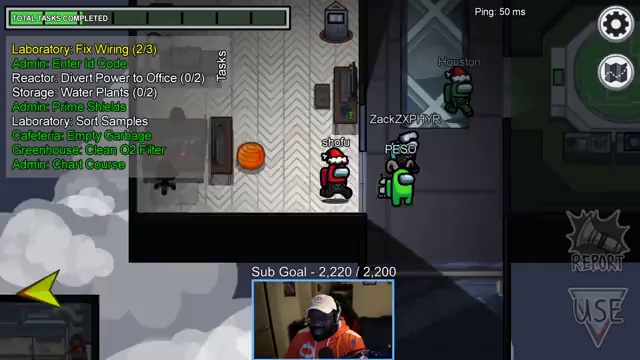 TOTAL TASKS COMPLETED
Ping: 50 ms
Laboratory: Fix Wiring (2/3)
Admin: Enter Id Code
Reactor: Divert Power to Office (0/2)
Storage: Water Plants (0/2)
Admin: Prime Shields
Laboratory: Sort Samples
Cafeteria: Empty Garbage
Greenhouse: Clean O2 Filter
Admin: Chart Course
Tasks
Houston
ZackZXPHYR
shofu
PESO
REPORT
USE
Sub Goal - 2,220 / 2,200